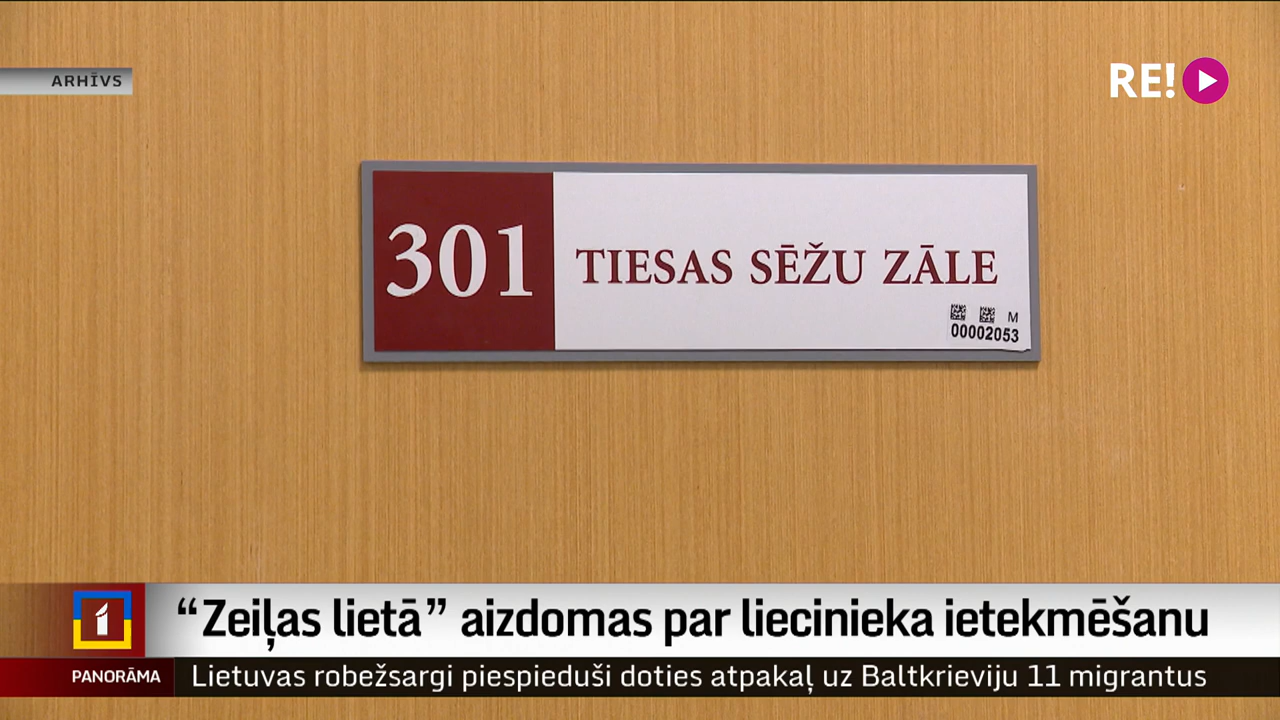 ARHĪVS
RE!
301 TIESAS SĒŽU ZĀLE
M
00002053
1
“Zeiļas lietā” aizdomas par liecinieka ietekmēšanu
PANORĀMA
Lietuvas robežsargi piespieduši doties atpakaļ uz Baltkrieviju 11 migrantus